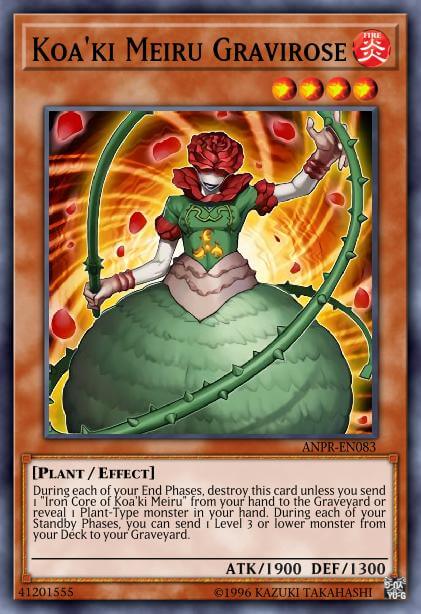 Koa'ki Meiru Gravirose
FIRE
炎
ANPR-EN083
[Plant / Effect]
During each of your End Phases, destroy this card unless you send
1 "Iron Core of Koa'ki Meiru" from your hand to the Graveyard or
reveal 1 Plant-Type monster in your hand. During each of your
Standby Phases, you can send 1 Level 3 or lower monster from
your Deck to your Graveyard.
ATK/1900 DEF/1300
41201555
©1996 KAZUKI TAKAHASHI